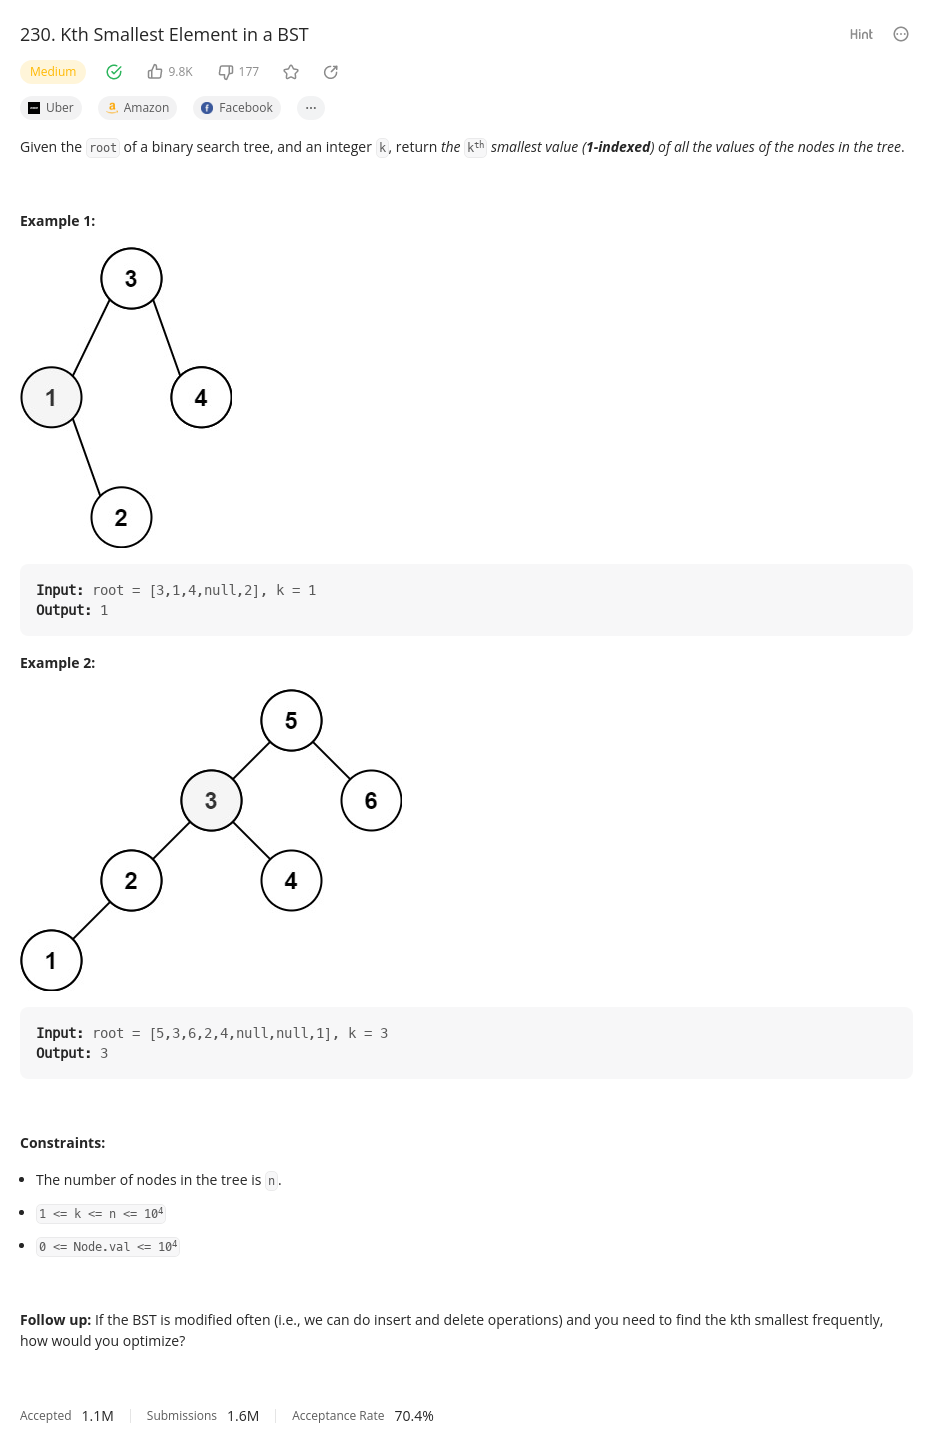 230. Kth Smallest Element in a BST
Hint
Medium
9.8K
177
Uber
Amazon
Facebook
Given the root of a binary search tree, and an integer k, return the kth smallest value (1-indexed) of all the values of the nodes in the tree.
Example 1:
3
1
4
2
Input: root = [3,1,4,null,2], k = 1
Output: 1
Example 2:
5
3
6
2
4
1
Input: root = [5,3,6,2,4,null,null,1], k = 3
Output: 3
Constraints:
The number of nodes in the tree is n.
1 <= k <= n <= 10⁴
0 <= Node.val <= 10⁴
Follow up: If the BST is modified often (i.e., we can do insert and delete operations) and you need to find the kth smallest frequently,
how would you optimize?
Accepted 1.1M Submissions 1.6M Acceptance Rate 70.4%